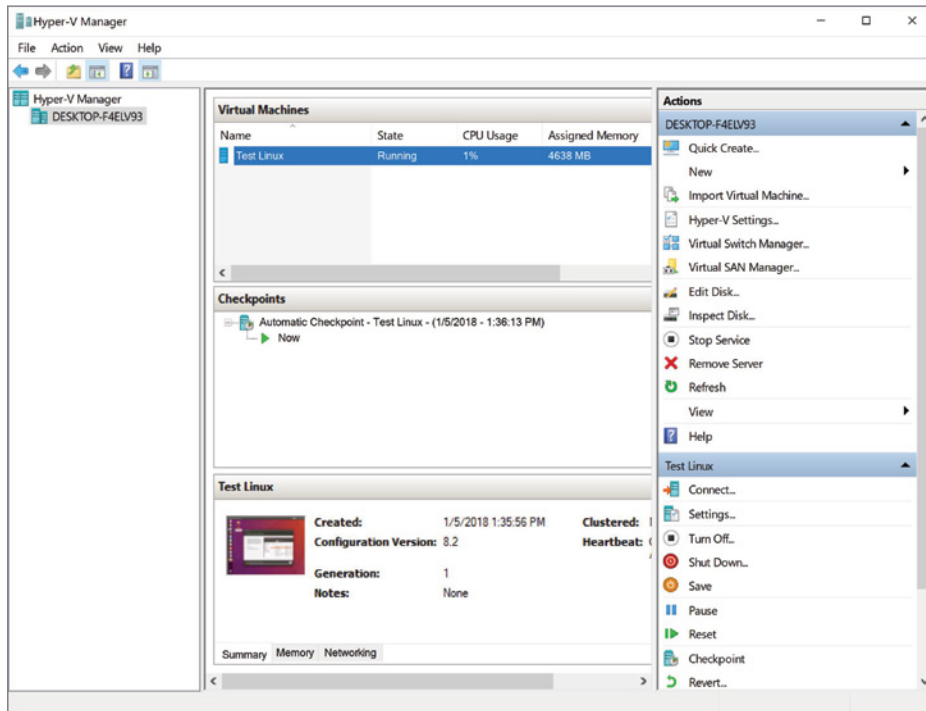 Hyper-V Manager
File Action View Help
Hyper-V Manager
DESKTOP-F4ELV93
Virtual Machines
Name State CPU Usage Assigned Memory
Test Linux Running 1% 4638 MB
Checkpoints
Automatic Checkpoint - Test Linux - (1/5/2018 - 1:36:13 PM)
Now
Test Linux
Created: 1/5/2018 1:35:56 PM Clustered:
Configuration Version: 8.2 Heartbeat:
Generation: 1
Notes: None
Summary Memory Networking
Actions
DESKTOP-F4ELV93
Quick Create...
New
Import Virtual Machine...
Hyper-V Settings...
Virtual Switch Manager...
Virtual SAN Manager...
Edit Disk...
Inspect Disk...
Stop Service
Remove Server
Refresh
View
Help
Test Linux
Connect...
Settings...
Turn Off...
Shut Down...
Save
Pause
Reset
Checkpoint
Revert...